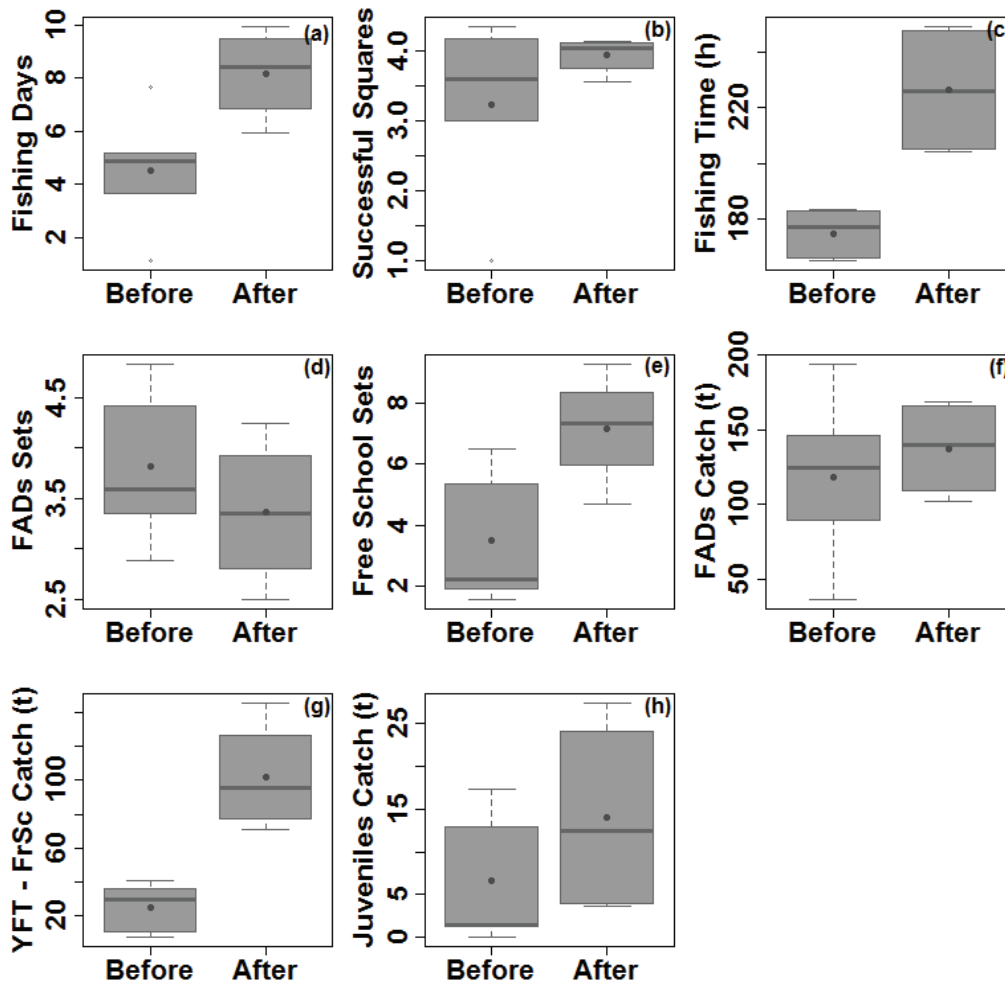 (a)
Fishing Days
10
8
6
4
2
Before After
(b)
Successful Squares
4.0
3.0
2.0
1.0
Before After
(c
Fishing Time (h)
220
180
Before After
(d)
FADs Sets
4.5
3.5
2.5
Before After
(e)
Free School Sets
8
6
4
2
Before After
(f)
FADs Catch (t)
200
150
100
50
Before After
(g)
YFT - FrSc Catch (t)
100
60
20
Before After
(h)
Juveniles Catch (t)
25
15
5
0
Before After